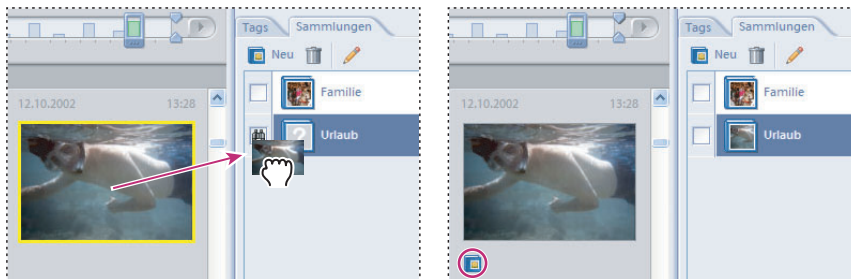 Tags Sammlungen
Neu
12.10.2002 13:28
Familie
?
Urlaub
Tags Sammlungen
Neu
12.10.2002 13:28
Familie
Urlaub